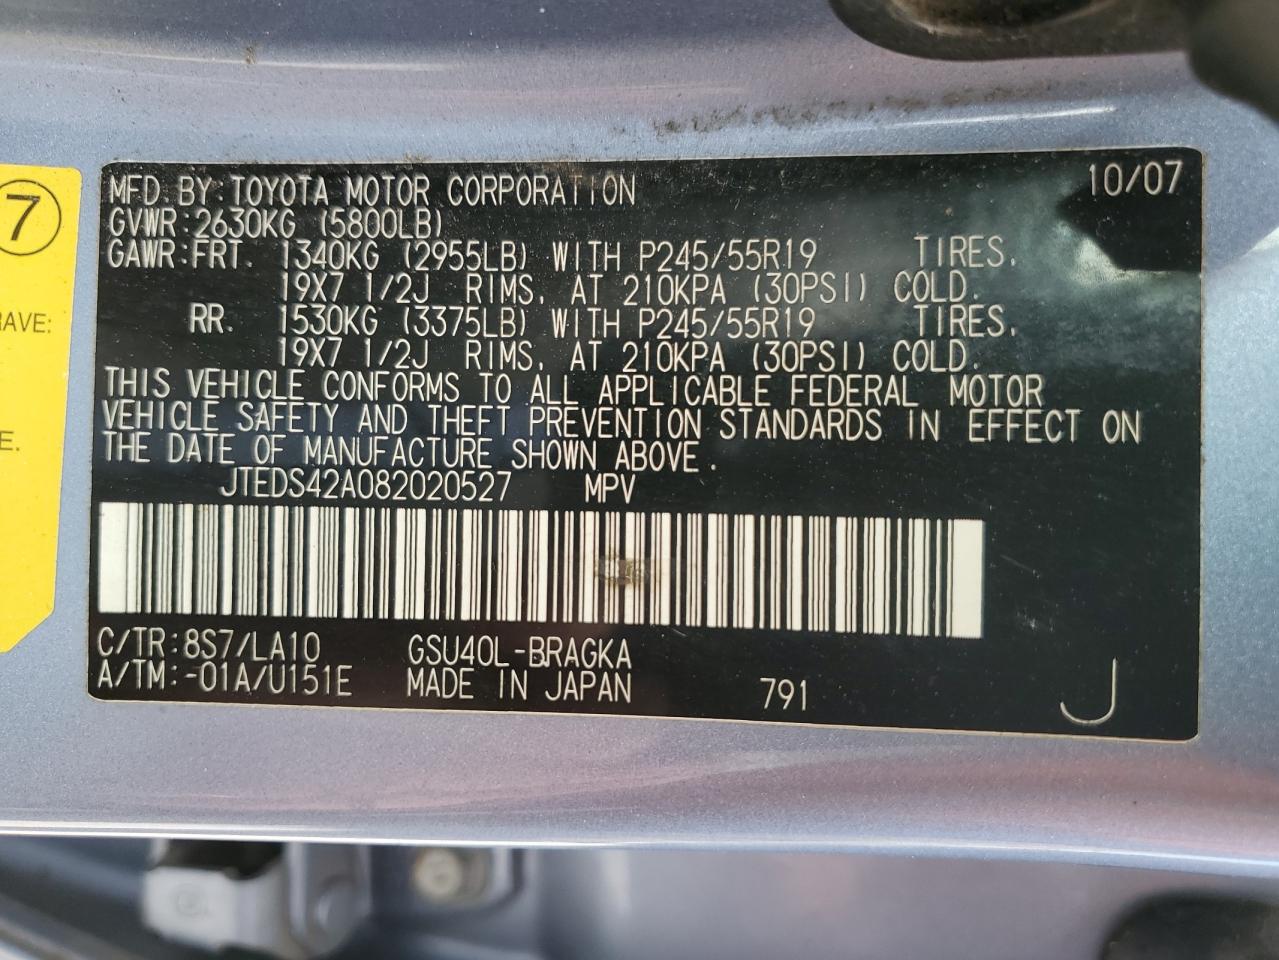 7
RAVE:
E.
MFD. BY: TOYOTA MOTOR CORPORATION 10/07
GVWR: 2630KG (5800LB)
GAWR: FRT. 1340KG (2955LB) WITH P245/55R19 TIRES.
19X7 1/2J RIMS, AT 210KPA (30PSI) COLD.
RR. 1530KG (3375LB) WITH P245/55R19 TIRES,
19X7 1/2J RIMS, AT 210KPA (30PSI) COLD.
THIS VEHICLE CONFORMS TO ALL APPLICABLE FEDERAL MOTOR
VEHICLE SAFETY AND THEFT PREVENTION STANDARDS IN EFFECT ON
THE DATE OF MANUFACTURE SHOWN ABOVE.
JTEDS42A082020527 MPV
C/TR: 8S7/LA10 GSU40L-BRAGKA
A/TM: -01A/U151E MADE IN JAPAN 791 J